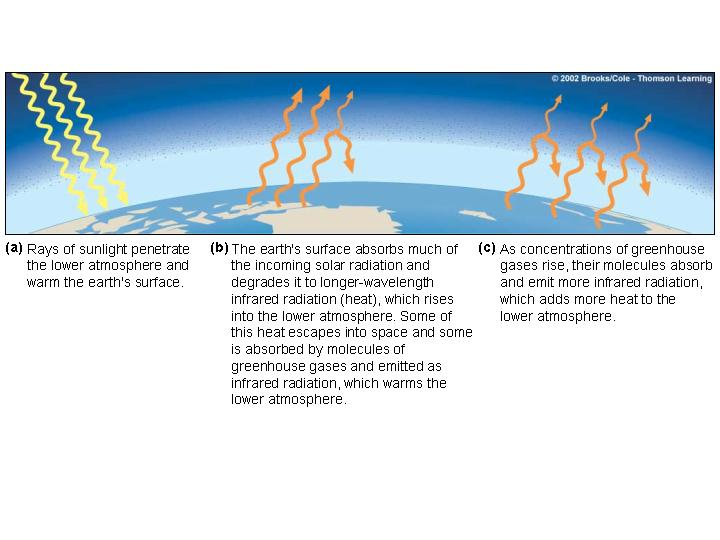 © 2002 Brooks/Cole - Thomson Learning
(a) Rays of sunlight penetrate
the lower atmosphere and
warm the earth's surface.
(b) The earth's surface absorbs much of
the incoming solar radiation and
degrades it to longer-wavelength
infrared radiation (heat), which rises
into the lower atmosphere. Some of
this heat escapes into space and some
is absorbed by molecules of
greenhouse gases and emitted as
infrared radiation, which warms the
lower atmosphere.
(c) As concentrations of greenhouse
gases rise, their molecules absorb
and emit more infrared radiation,
which adds more heat to the
lower atmosphere.